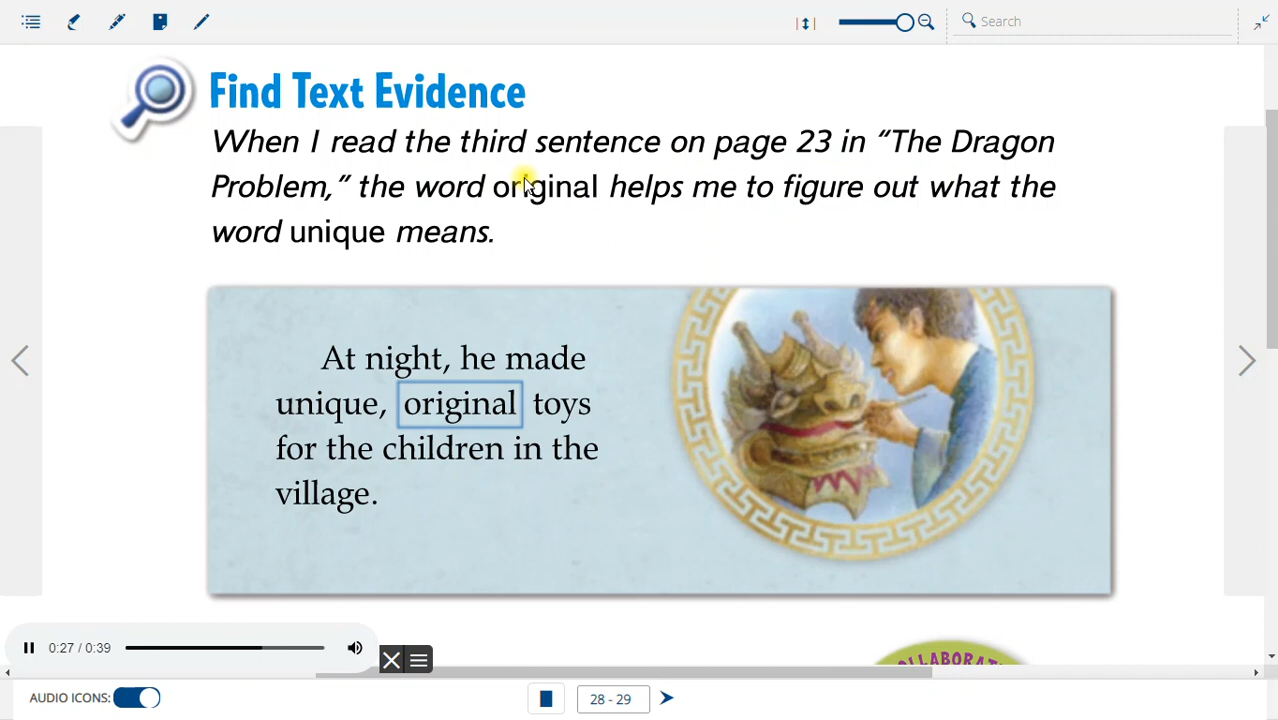 Search
Find Text Evidence
When I read the third sentence on page 23 in “The Dragon
Problem,” the word original helps me to figure out what the
word unique means.
At night, he made
unique, original toys
for the children in the
village.
0:27 / 0:39
AUDIO ICONS:
28 - 29